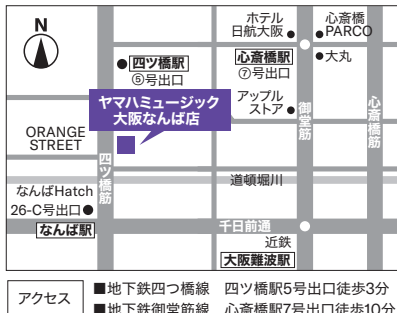 N
ホテル
日航大阪
心斎橋
PARCO
四ツ橋駅
⑤号出口
心斎橋駅
⑦号出口
大丸
ヤマハミュージック
大阪なんば店
アップル
ストア
御堂筋
心斎橋筋
ORANGE
STREET
四ツ橋筋
道頓堀川
なんばHatch
26-C号出口
なんば駅
千日前通
近鉄
大阪難波駅
アクセス
■地下鉄四つ橋線 四ツ橋駅5号出口徒歩3分
■地下鉄御堂筋線 心斎橋駅7号出口徒歩10分